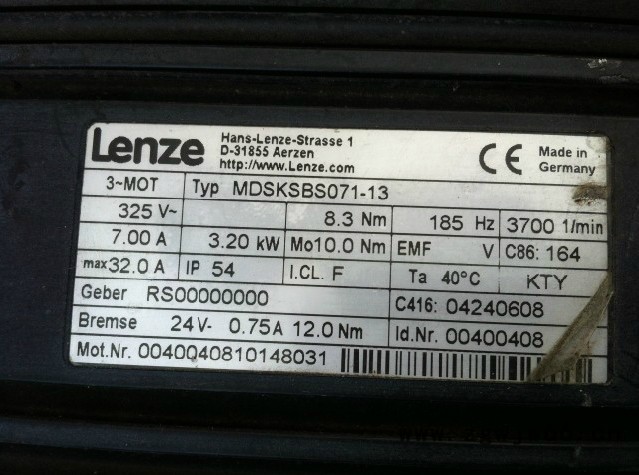 Lenze
Hans-Lenze-Strasse 1
D-31855 Aerzen
http://www.Lenze.com
CE
Made in
Germany
3~MOT Typ MDSKSBS071-13
325 V~ 8.3 Nm 185 Hz 3700 1/min
7.00 A 3.20 kW Mo10.0 Nm EMF V C86: 164
max32.0 A IP 54 I.CL. F Ta 40°C KTY
Geber RS00000000 C416: 04240608
Bremse 24V- 0.75A 12.0 Nm Id.Nr. 00400408
Mot.Nr. 0040040810148031